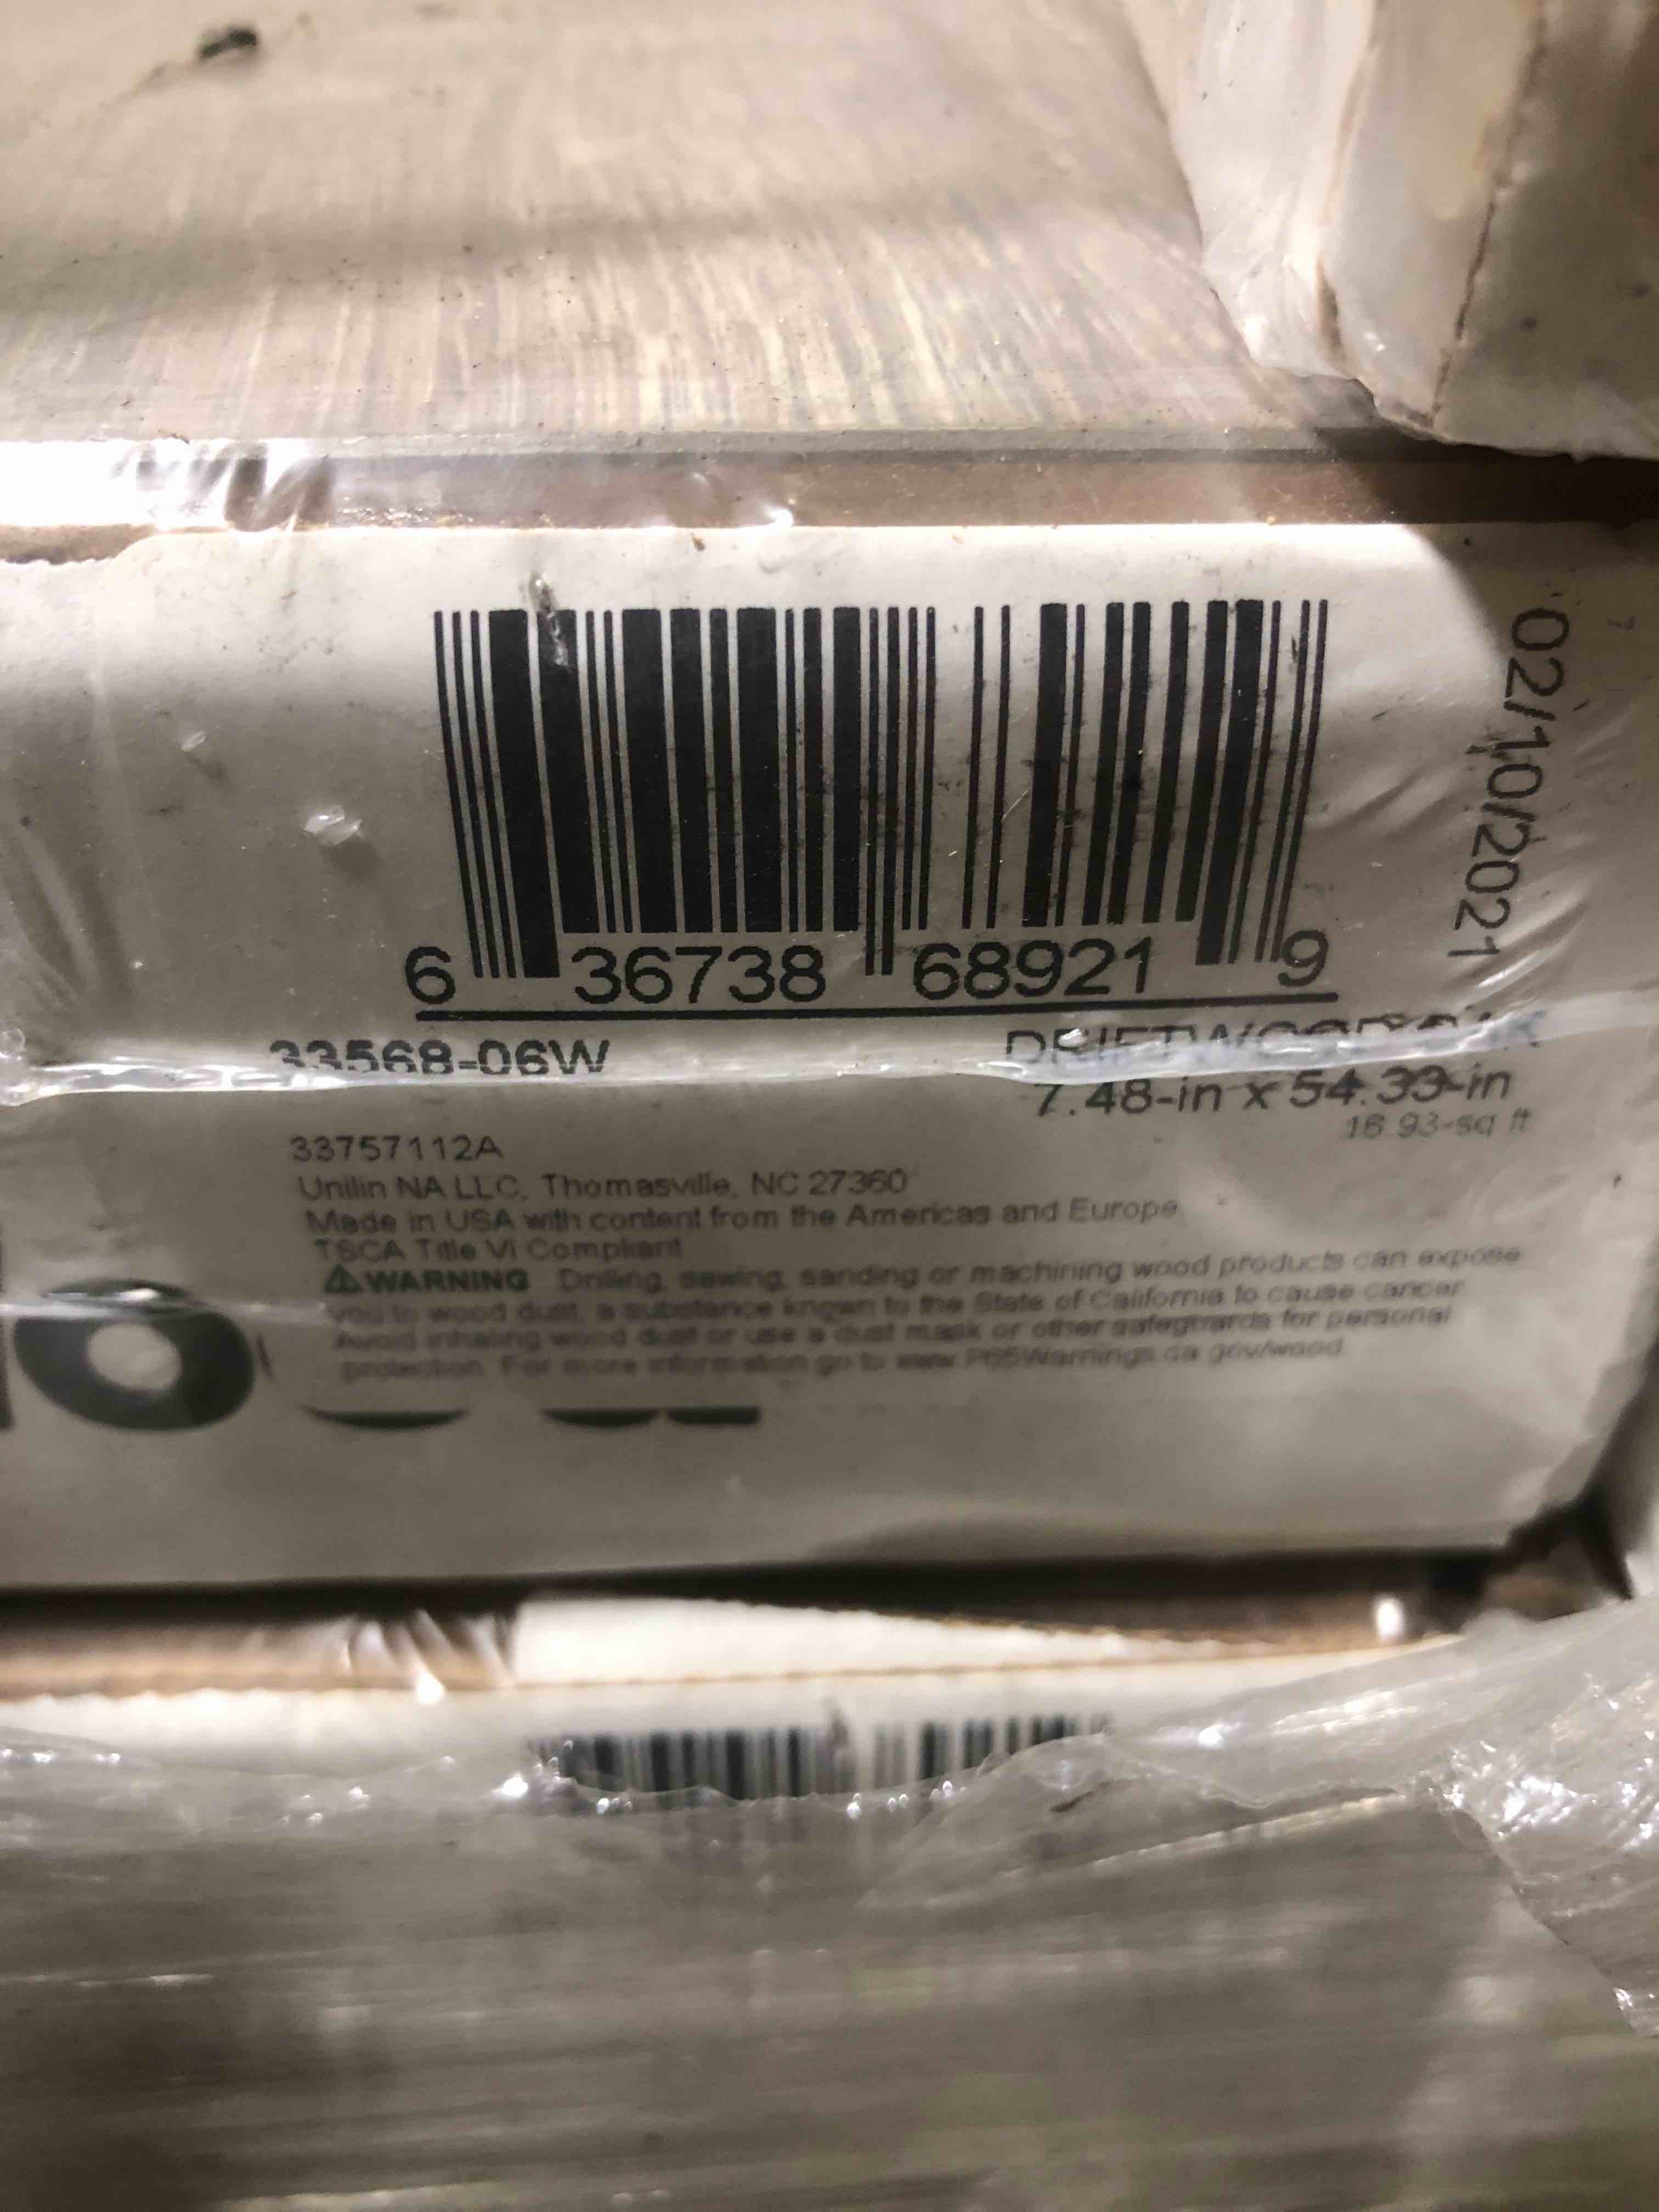 6 36738 68921 9
02/10/2021
33568-06W
DRIFTWOOD OAK
7.48-in x 54.33-in
16.93-sq ft
33757112A
Unilin NA LLC, Thomasville, NC 27360
Made in USA with content from the Americas and Europe.
TSCA Title VI Compliant
WARNING Drilling, sawing, sanding or machining wood products can expose
you to wood dust, a substance known to the State of California to cause cancer.
Avoid inhaling wood dust or use a dust mask or other safeguards for personal
protection. For more information go to www.P65Warnings.ca.gov/wood